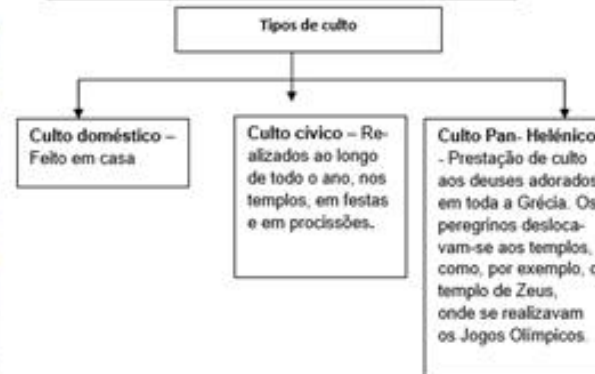 Tipos de culto
Culto doméstico –
Feito em casa
Culto cívico – Re-
alizados ao longo
de todo o ano, nos
templos, em festas
e em procissões.
Culto Pan- Helénico
- Prestação de culto
aos deuses adorados
em toda a Grécia. Os
peregrinos desloca-
vam-se aos templos,
como, por exemplo, o
templo de Zeus,
onde se realizavam
os Jogos Olímpicos